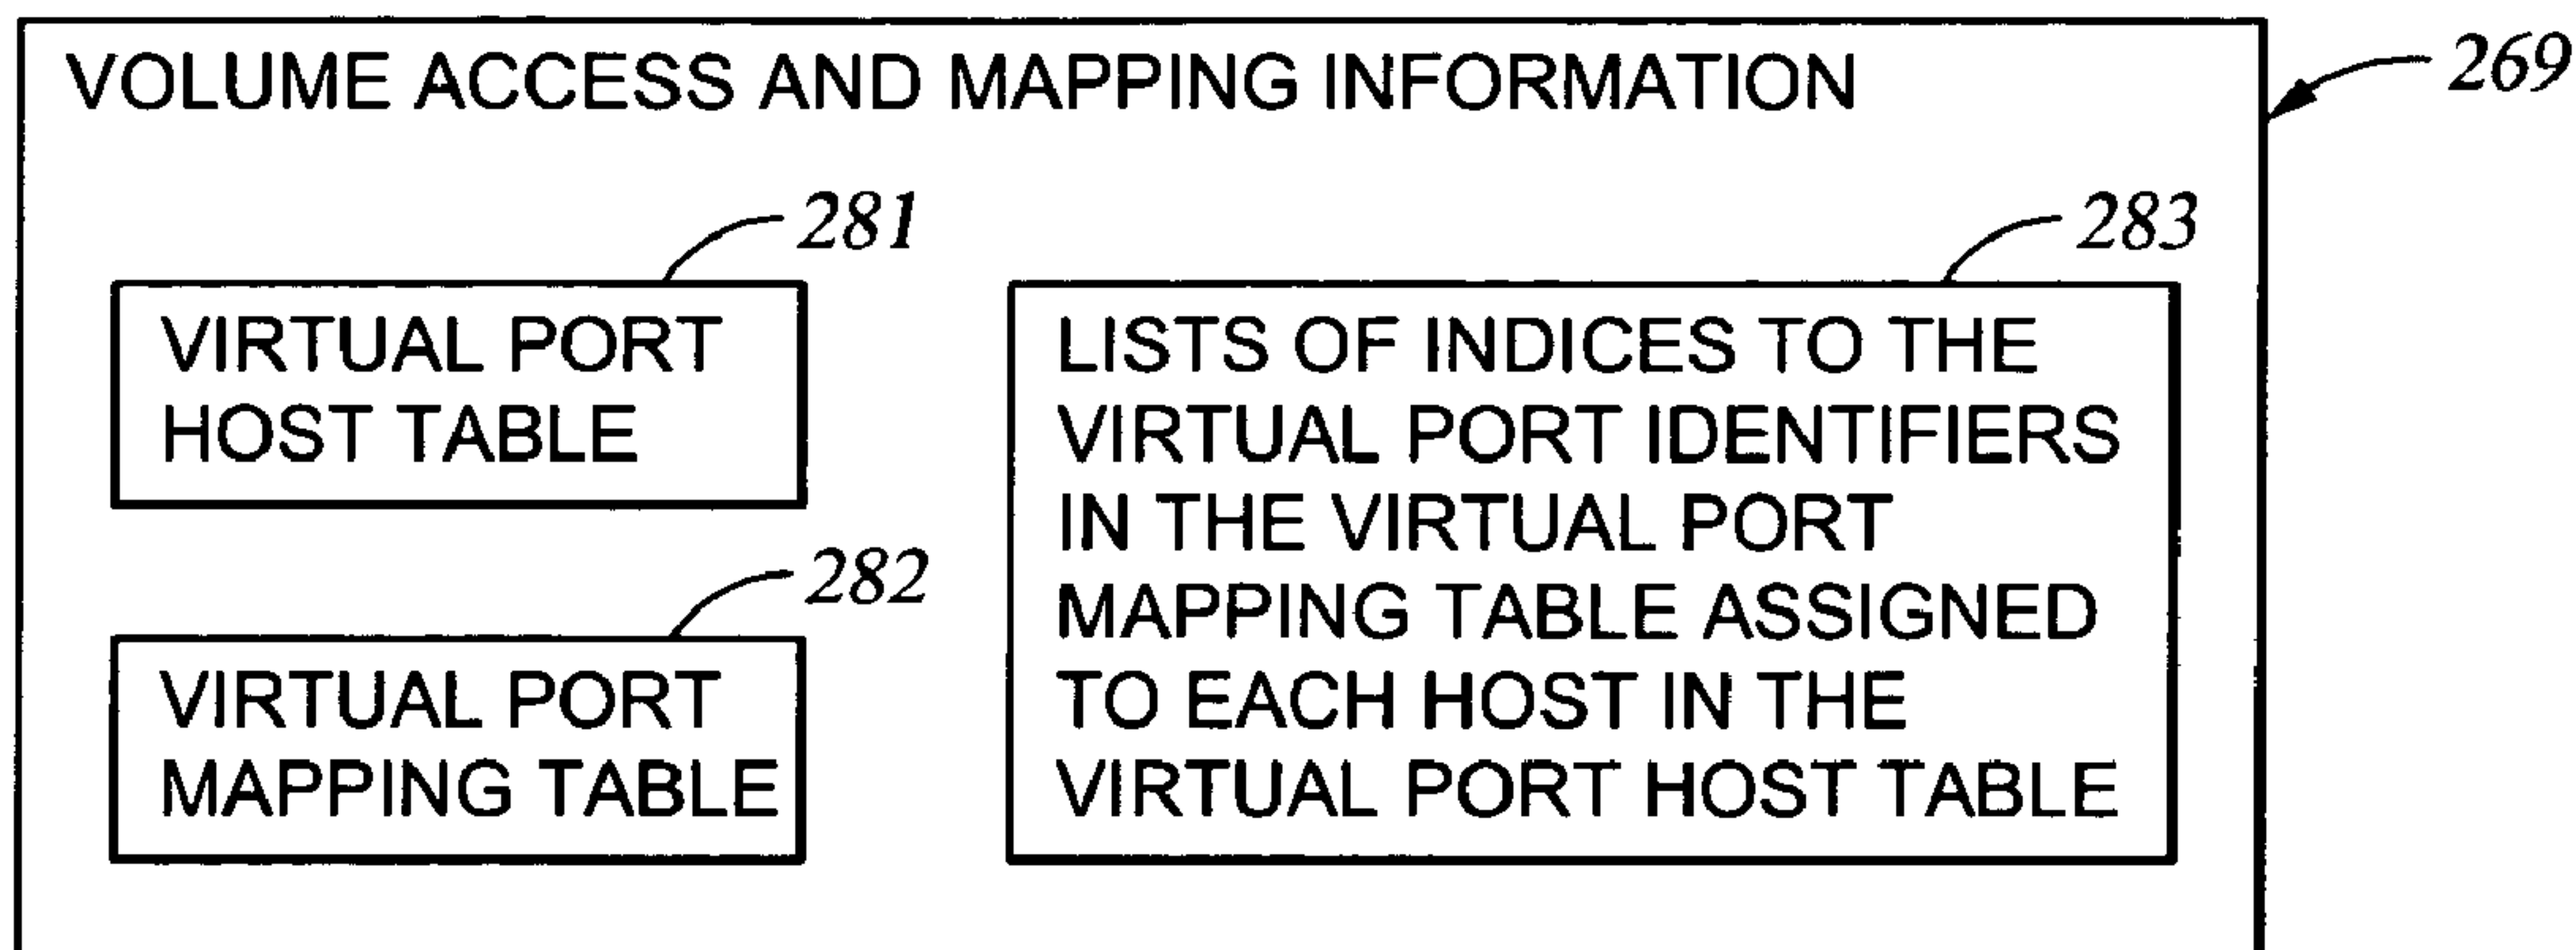 VOLUME ACCESS AND MAPPING INFORMATION
269
281
VIRTUAL PORT
HOST TABLE
282
VIRTUAL PORT
MAPPING TABLE
283
LISTS OF INDICES TO THE
VIRTUAL PORT IDENTIFIERS
IN THE VIRTUAL PORT
MAPPING TABLE ASSIGNED
TO EACH HOST IN THE
VIRTUAL PORT HOST TABLE